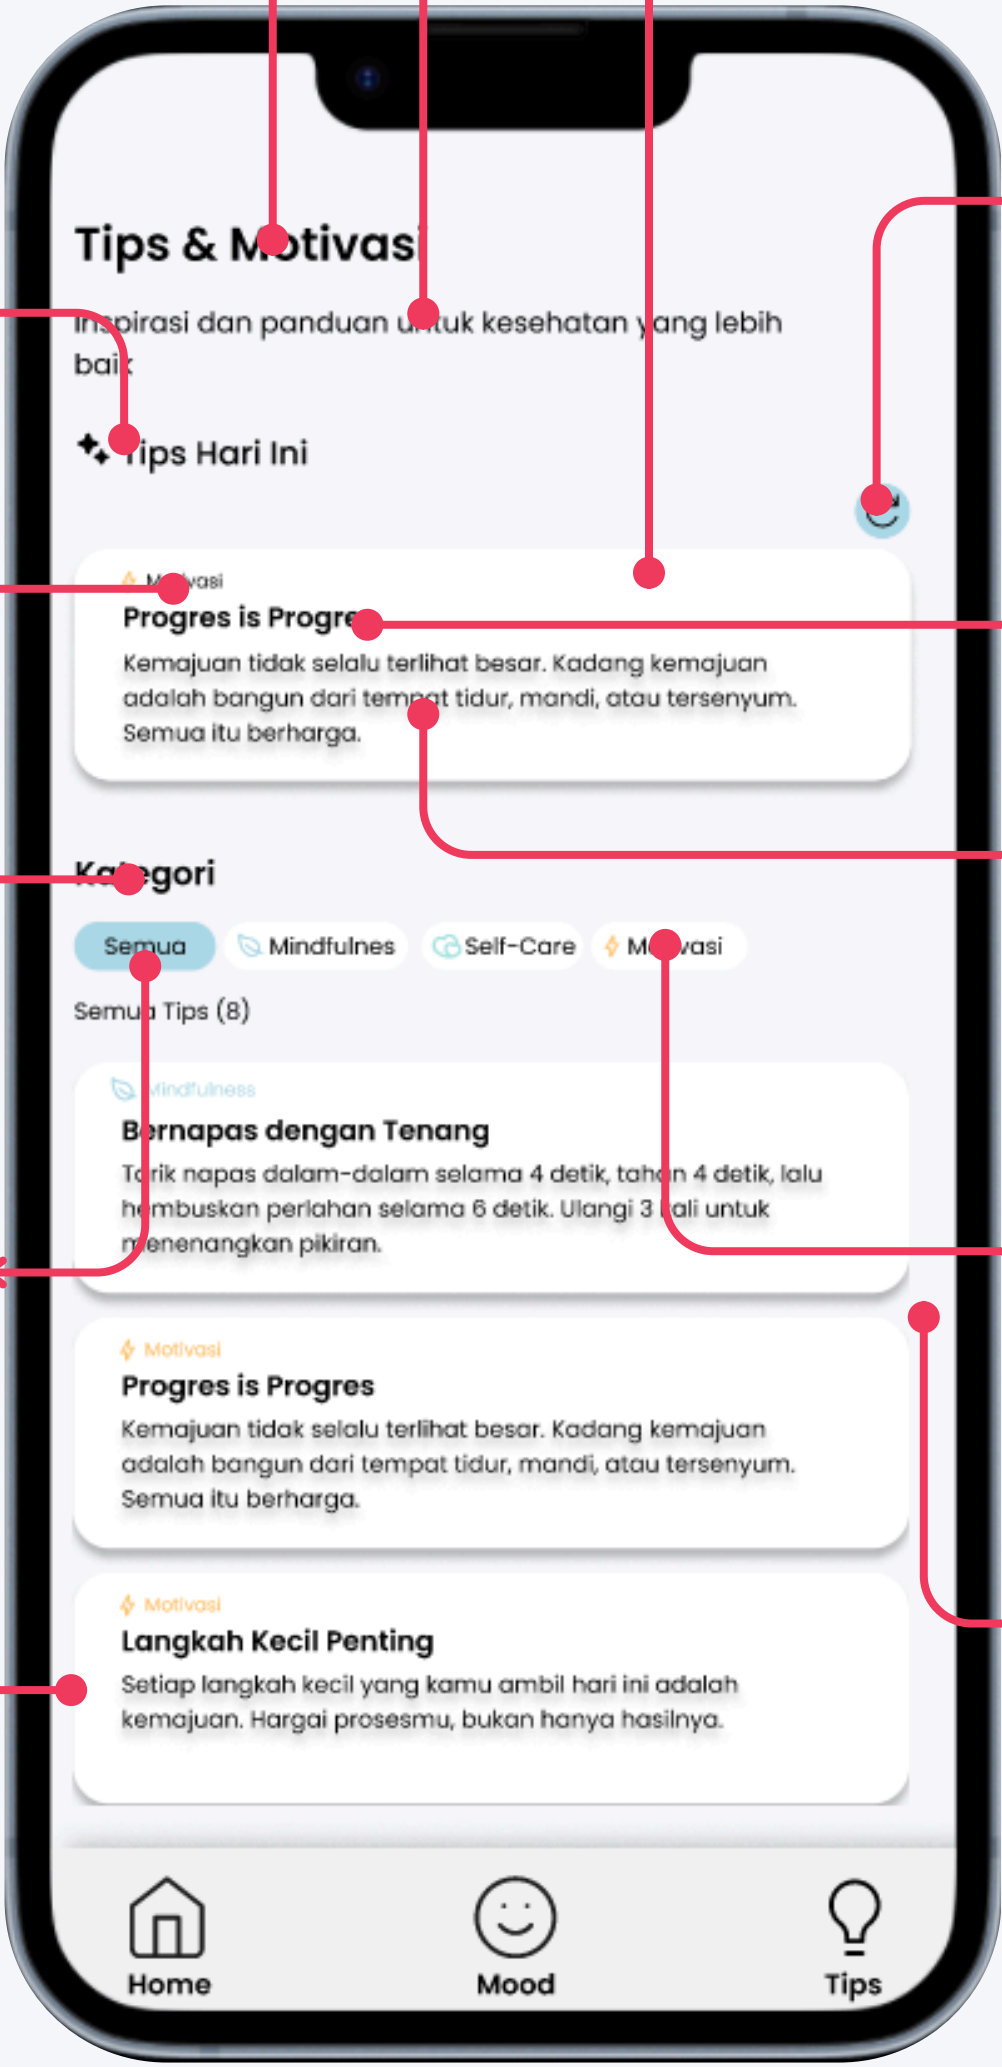 Tips & Motivasi
Inspirasi dan panduan untuk kesehatan yang lebih
baik
Tips Hari Ini
Motivasi
Progres is Progres
Kemajuan tidak selalu terlihat besar. Kadang kemajuan
adalah bangun dari tempat tidur, mandi, atau tersenyum.
Semua itu berharga.
Kategori
Semua Mindfulnes Self-Care Motivasi
Semua Tips (8)
Mindfulness
Bernapas dengan Tenang
Tarik napas dalam-dalam selama 4 detik, tahan 4 detik, lalu
hembuskan perlahan selama 6 detik. Ulangi 3 kali untuk
menenangkan pikiran.
Motivasi
Progres is Progres
Kemajuan tidak selalu terlihat besar. Kadang kemajuan
adalah bangun dari tempat tidur, mandi, atau tersenyum.
Semua itu berharga.
Motivasi
Langkah Kecil Penting
Setiap langkah kecil yang kamu ambil hari ini adalah
kemajuan. Hargai prosesmu, bukan hanya hasilnya.
Home Mood Tips